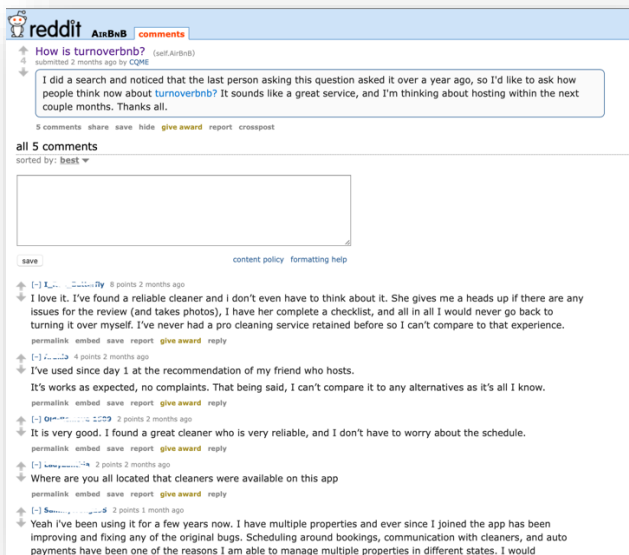 reddit AIRBNB comments
How is turnoverbnb? (self.AirBnB)
4 submitted 2 months ago by CQME
I did a search and noticed that the last person asking this question asked it over a year ago, so I'd like to ask how
people think now about turnoverbnb? It sounds like a great service, and I'm thinking about hosting within the next
couple months. Thanks all.
5 comments share save hide give award report crosspost
all 5 comments
sorted by: best
save content policy formatting help
[–] 8 points 2 months ago
I love it. I've found a reliable cleaner and i don't even have to think about it. She gives me a heads up if there are any
issues for the review (and takes photos), I have her complete a checklist, and all in all I would never go back to
turning it over myself. I've never had a pro cleaning service retained before so I can't compare to that experience.
permalink embed save report give award reply
[–] 4 points 2 months ago
I've used since day 1 at the recommendation of my friend who hosts.
It's works as expected, no complaints. That being said, I can't compare it to any alternatives as it's all I know.
permalink embed save report give award reply
[–] 2 points 2 months ago
It is very good. I found a great cleaner who is very reliable, and I don't have to worry about the schedule.
permalink embed save report give award reply
[–] 2 points 2 months ago
Where are you all located that cleaners were available on this app
permalink embed save report give award reply
[–] 2 points 1 month ago
Yeah i've been using it for a few years now. I have multiple properties and ever since I joined the app has been
improving and fixing any of the original bugs. Scheduling around bookings, communication with cleaners, and auto
payments have been one of the reasons I am able to manage multiple properties in different states. I would